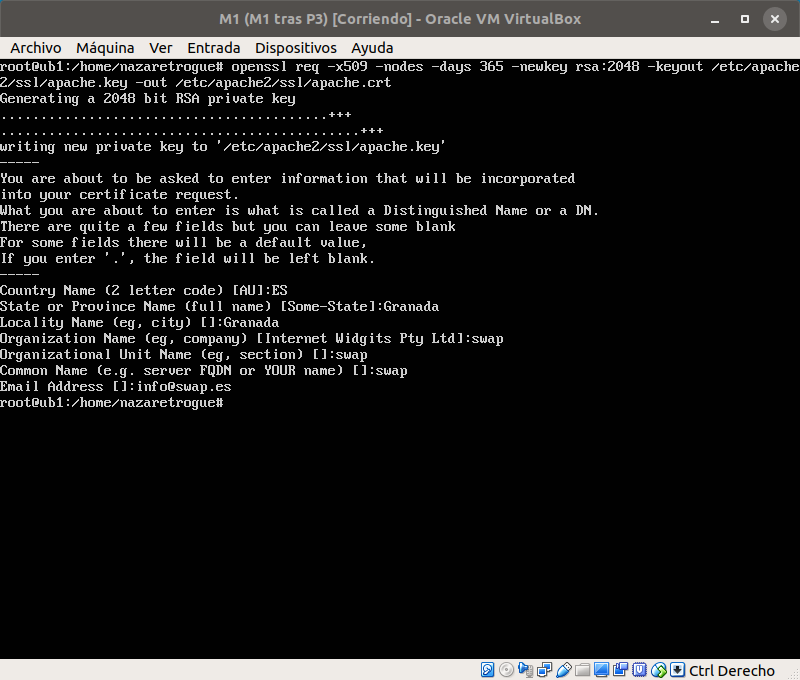 M1 (M1 tras P3) [Corriendo] - Oracle VM VirtualBox
Archivo Máquina Ver Entrada Dispositivos Ayuda
root@ub1:/home/nazaretrogue# openssl req -x509 -nodes -days 365 -newkey rsa:2048 -keyout /etc/apache
2/ssl/apache.key -out /etc/apache2/ssl/apache.crt
Generating a 2048 bit RSA private key
.........................................+++
.............................................+++
writing new private key to '/etc/apache2/ssl/apache.key'
-----
You are about to be asked to enter information that will be incorporated
into your certificate request.
What you are about to enter is what is called a Distinguished Name or a DN.
There are quite a few fields but you can leave some blank
For some fields there will be a default value,
If you enter '.', the field will be left blank.
-----
Country Name (2 letter code) [AU]:ES
State or Province Name (full name) [Some-State]:Granada
Locality Name (eg, city) []:Granada
Organization Name (eg, company) [Internet Widgits Pty Ltd]:swap
Organizational Unit Name (eg, section) []:swap
Common Name (e.g. server FQDN or YOUR name) []:swap
Email Address []:info@swap.es
root@ub1:/home/nazaretrogue#
Ctrl Derecho